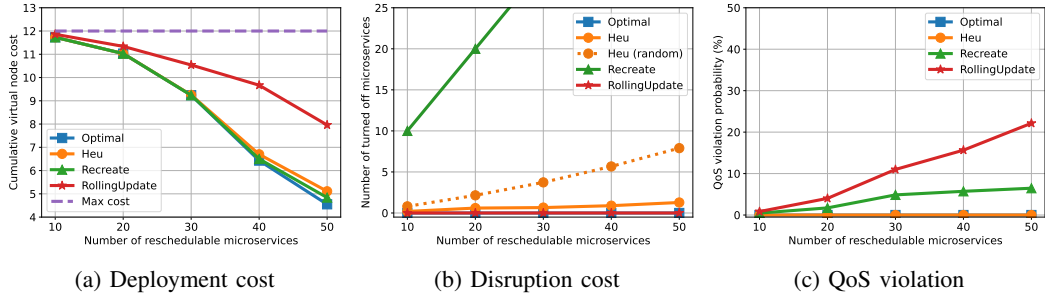 Cumulative virtual node cost
13
12
11
10
9
8
7
6
5
4
Optimal
Heu
Recreate
RollingUpdate
Max cost
10 20 30 40 50
Number of reschedulable microservices
(a) Deployment cost
Number of turned off microservices
25
20
15
10
5
0
Optimal
Heu
Heu (random)
Recreate
RollingUpdate
10 20 30 40 50
Number of reschedulable microservices
(b) Disruption cost
QoS violation probability (%)
50
40
30
20
10
0
Optimal
Heu
Recreate
RollingUpdate
10 20 30 40 50
Number of reschedulable microservices
(c) QoS violation